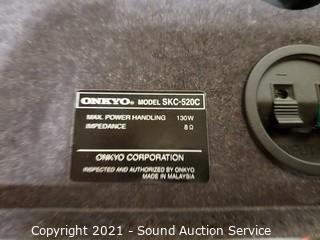 ONKYO® MODEL SKC-520C
MAX. POWER HANDLING 130W
IMPEDANCE 8Ω
ONKYO CORPORATION
INSPECTED AND AUTHORIZED BY ONKYO
MADE IN MALAYSIA
Copyright 2021 - Sound Auction Service